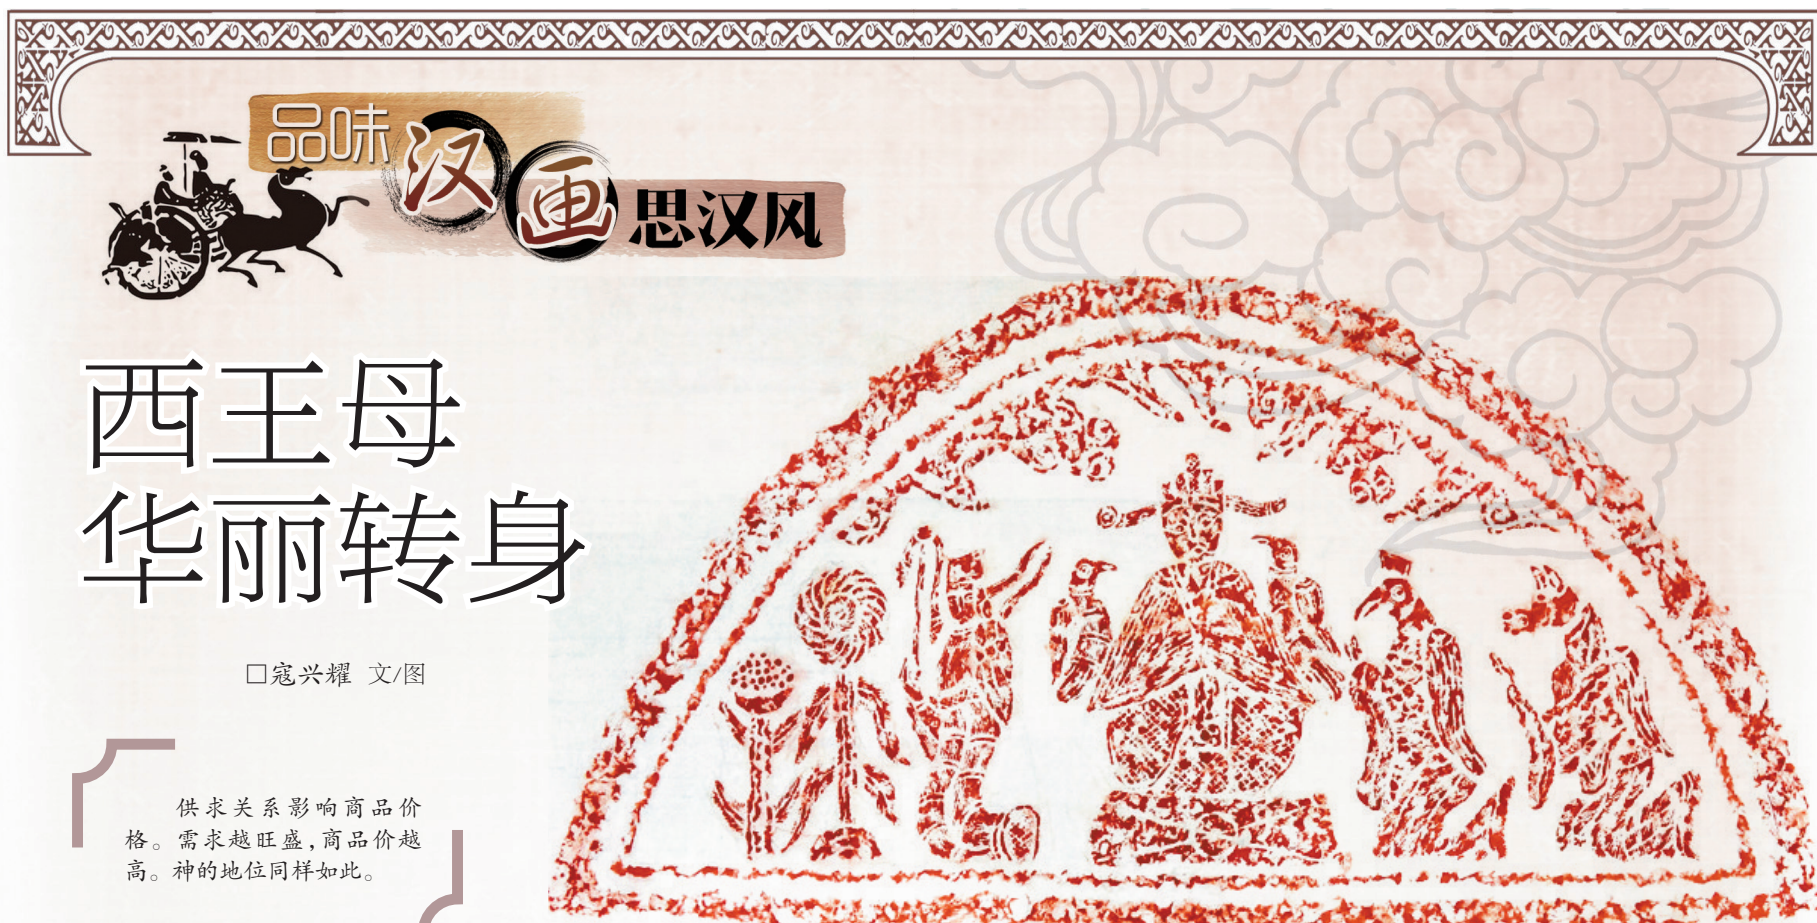 品味汉画思汉风
西王母
华丽转身
□寇兴耀 文/图
供求关系影响商品价
格。需求越旺盛,商品价越
高。神的地位同样如此。